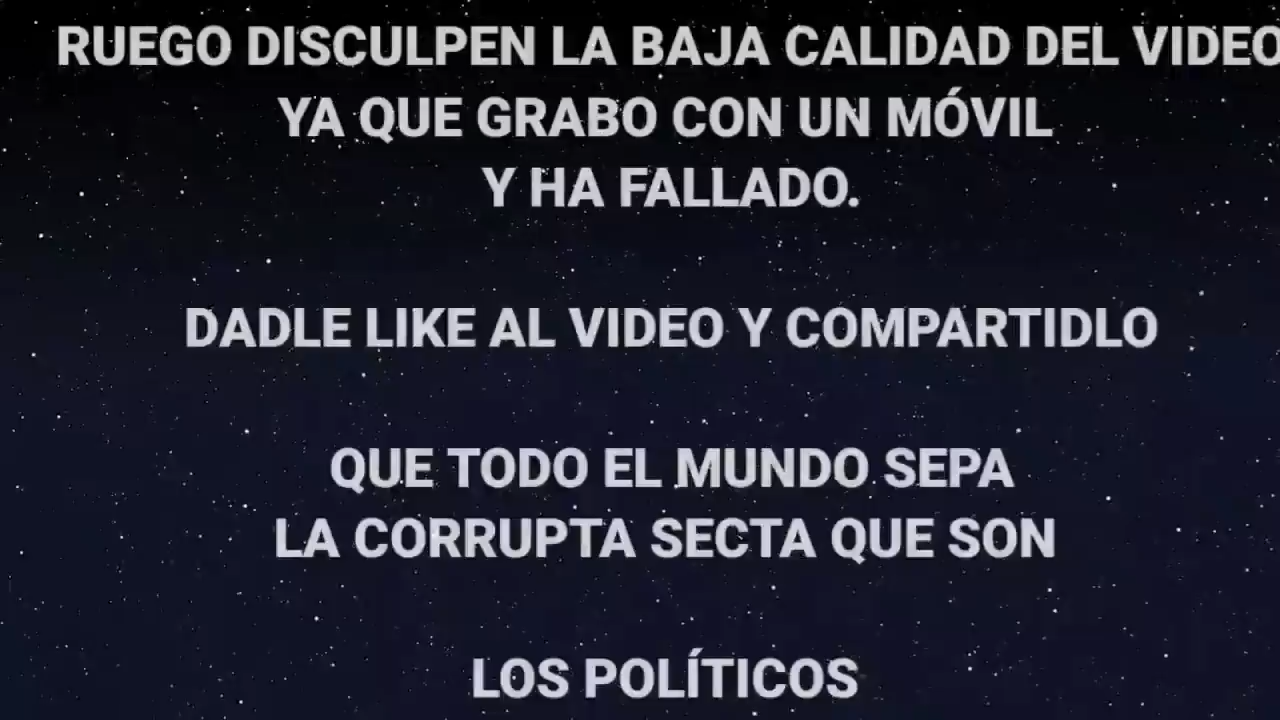 RUEGO DISCULPEN LA BAJA CALIDAD DEL VIDEO
YA QUE GRABO CON UN MÓVIL
Y HA FALLADO.
DADLE LIKE AL VIDEO Y COMPARTIDLO
QUE TODO EL MUNDO SEPA
LA CORRUPTA SECTA QUE SON
LOS POLÍTICOS